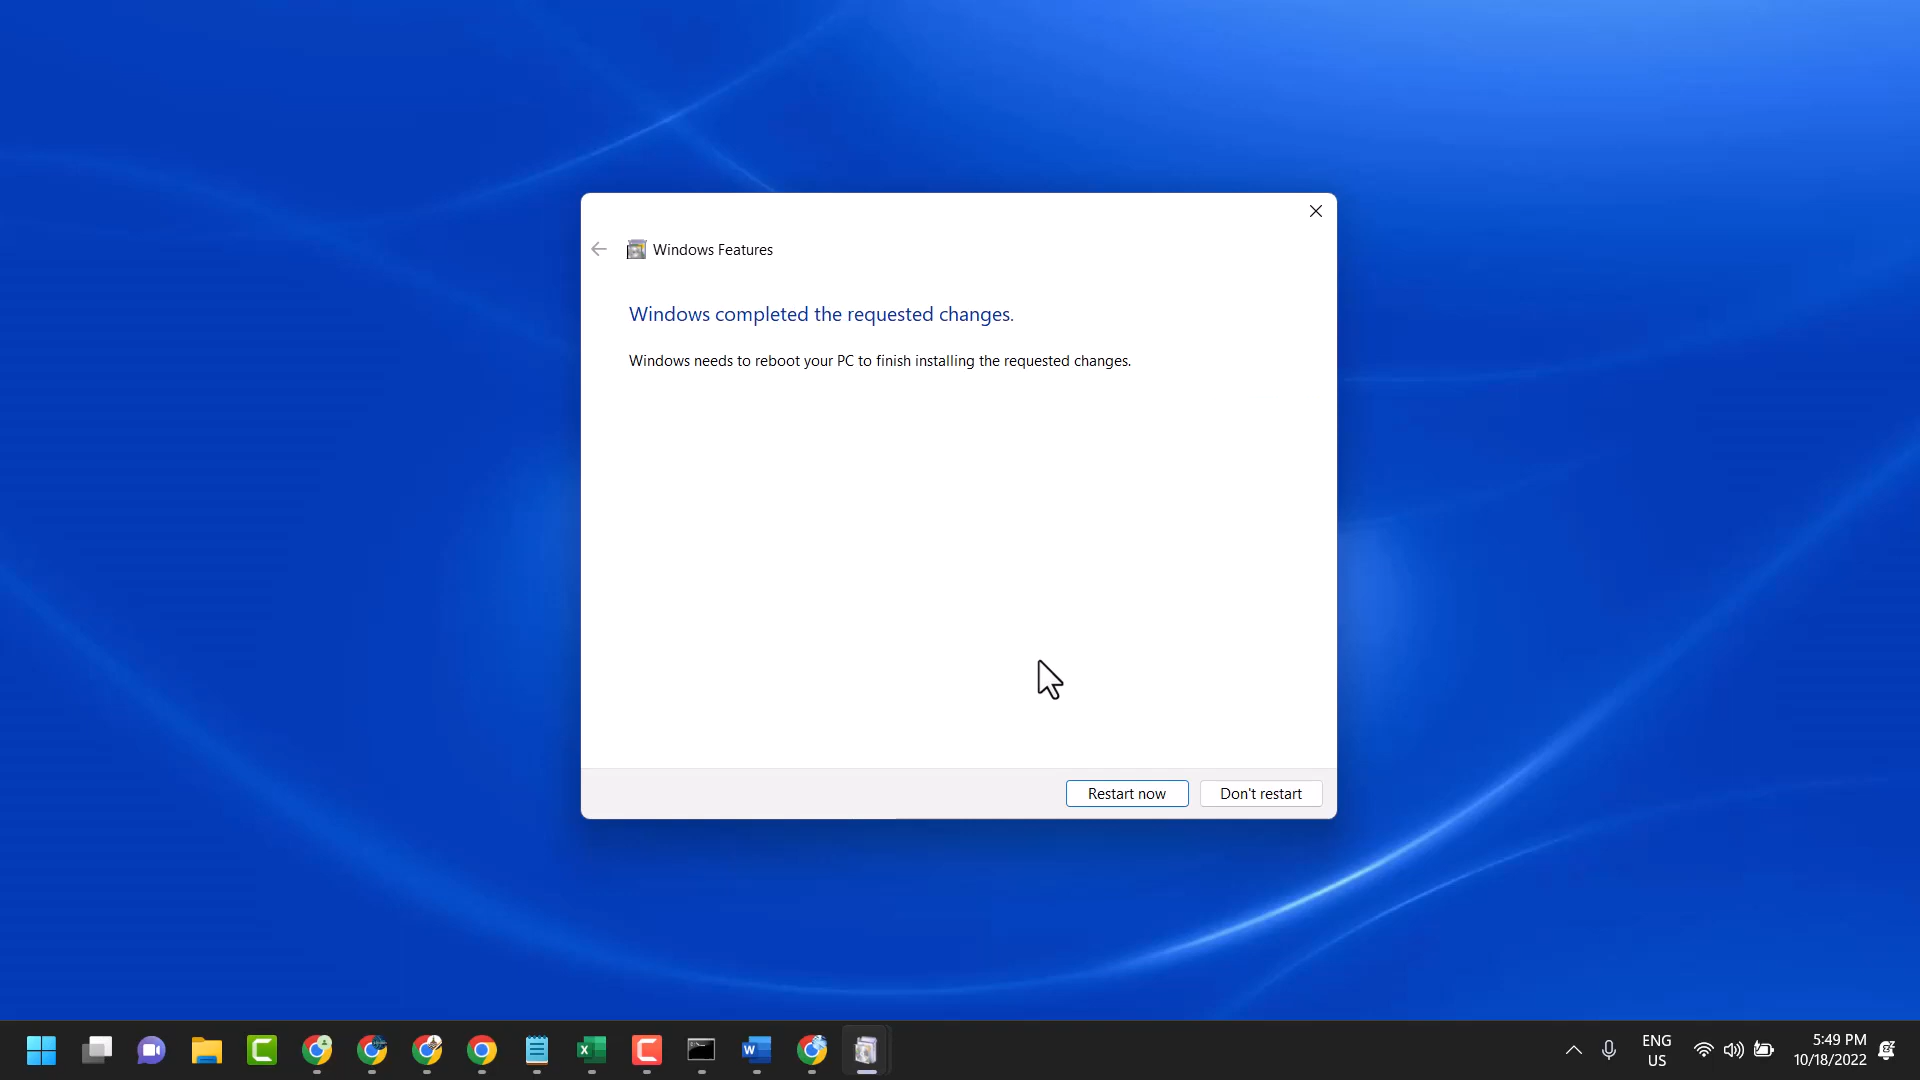 Windows Features
Windows completed the requested changes.
Windows needs to reboot your PC to finish installing the requested changes.
Restart now
Don't restart
ENG
US
5:49 PM
10/18/2022